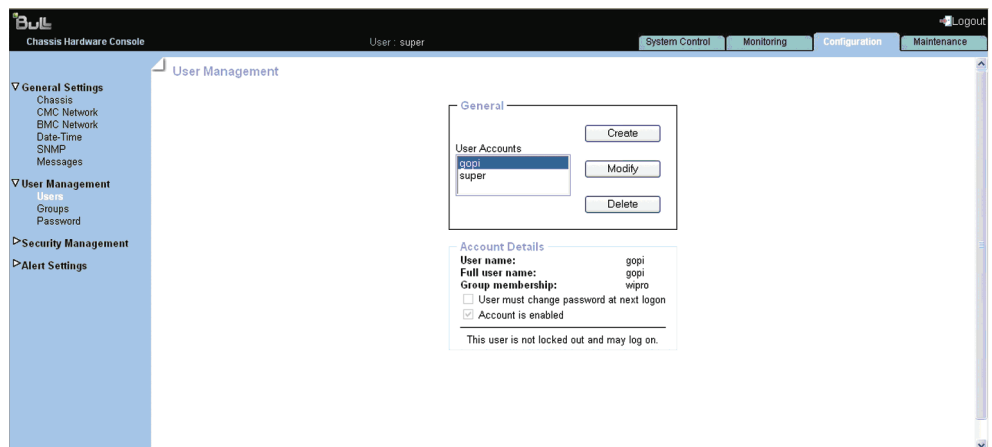 Bull
Logout
Chassis Hardware Console
User : super
System Control
Monitoring
Configuration
Maintenance
General Settings
Chassis
CMC Network
BMC Network
Date-Time
SNMP
Messages
User Management
Users
Groups
Password
Security Management
Alert Settings
User Management
General
User Accounts
gopi
super
Create
Modify
Delete
Account Details
User name: gopi
Full user name: gopi
Group membership: wipro
User must change password at next logon
Account is enabled
This user is not locked out and may log on.